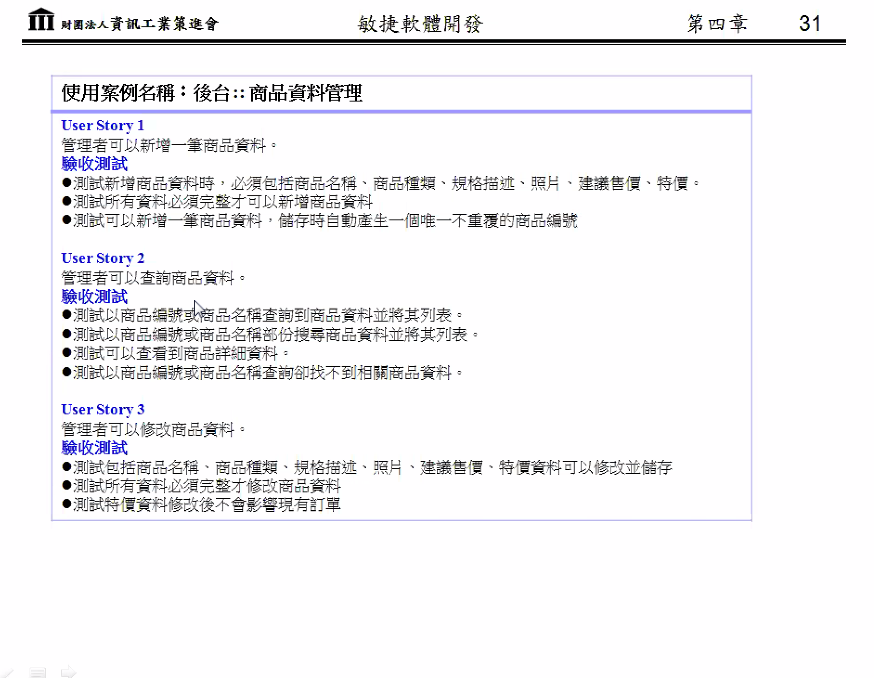 財團法人資訊工業策進會 敏捷軟體開發 第四章 31
使用案例名稱：後台::商品資料管理
User Story 1
管理者可以新增一筆商品資料。
驗收測試
●測試新增商品資料時，必須包括商品名稱、商品種類、規格描述、照片、建議售價、特價。
●測試所有資料必須完整才可以新增商品資料
●測試可以新增一筆商品資料，儲存時自動產生一個唯一不重覆的商品編號
User Story 2
管理者可以查詢商品資料。
驗收測試
●測試以商品編號或商品名稱查詢到商品資料並將其列表。
●測試以商品編號或商品名稱部份搜尋商品資料並將其列表。
●測試可以查看到商品詳細資料。
●測試以商品編號或商品名稱查詢卻找不到相關商品資料。
User Story 3
管理者可以修改商品資料。
驗收測試
●測試包括商品名稱、商品種類、規格描述、照片、建議售價、特價資料可以修改並儲存
●測試所有資料必須完整才修改商品資料
●測試特價資料修改後不會影響現有訂單